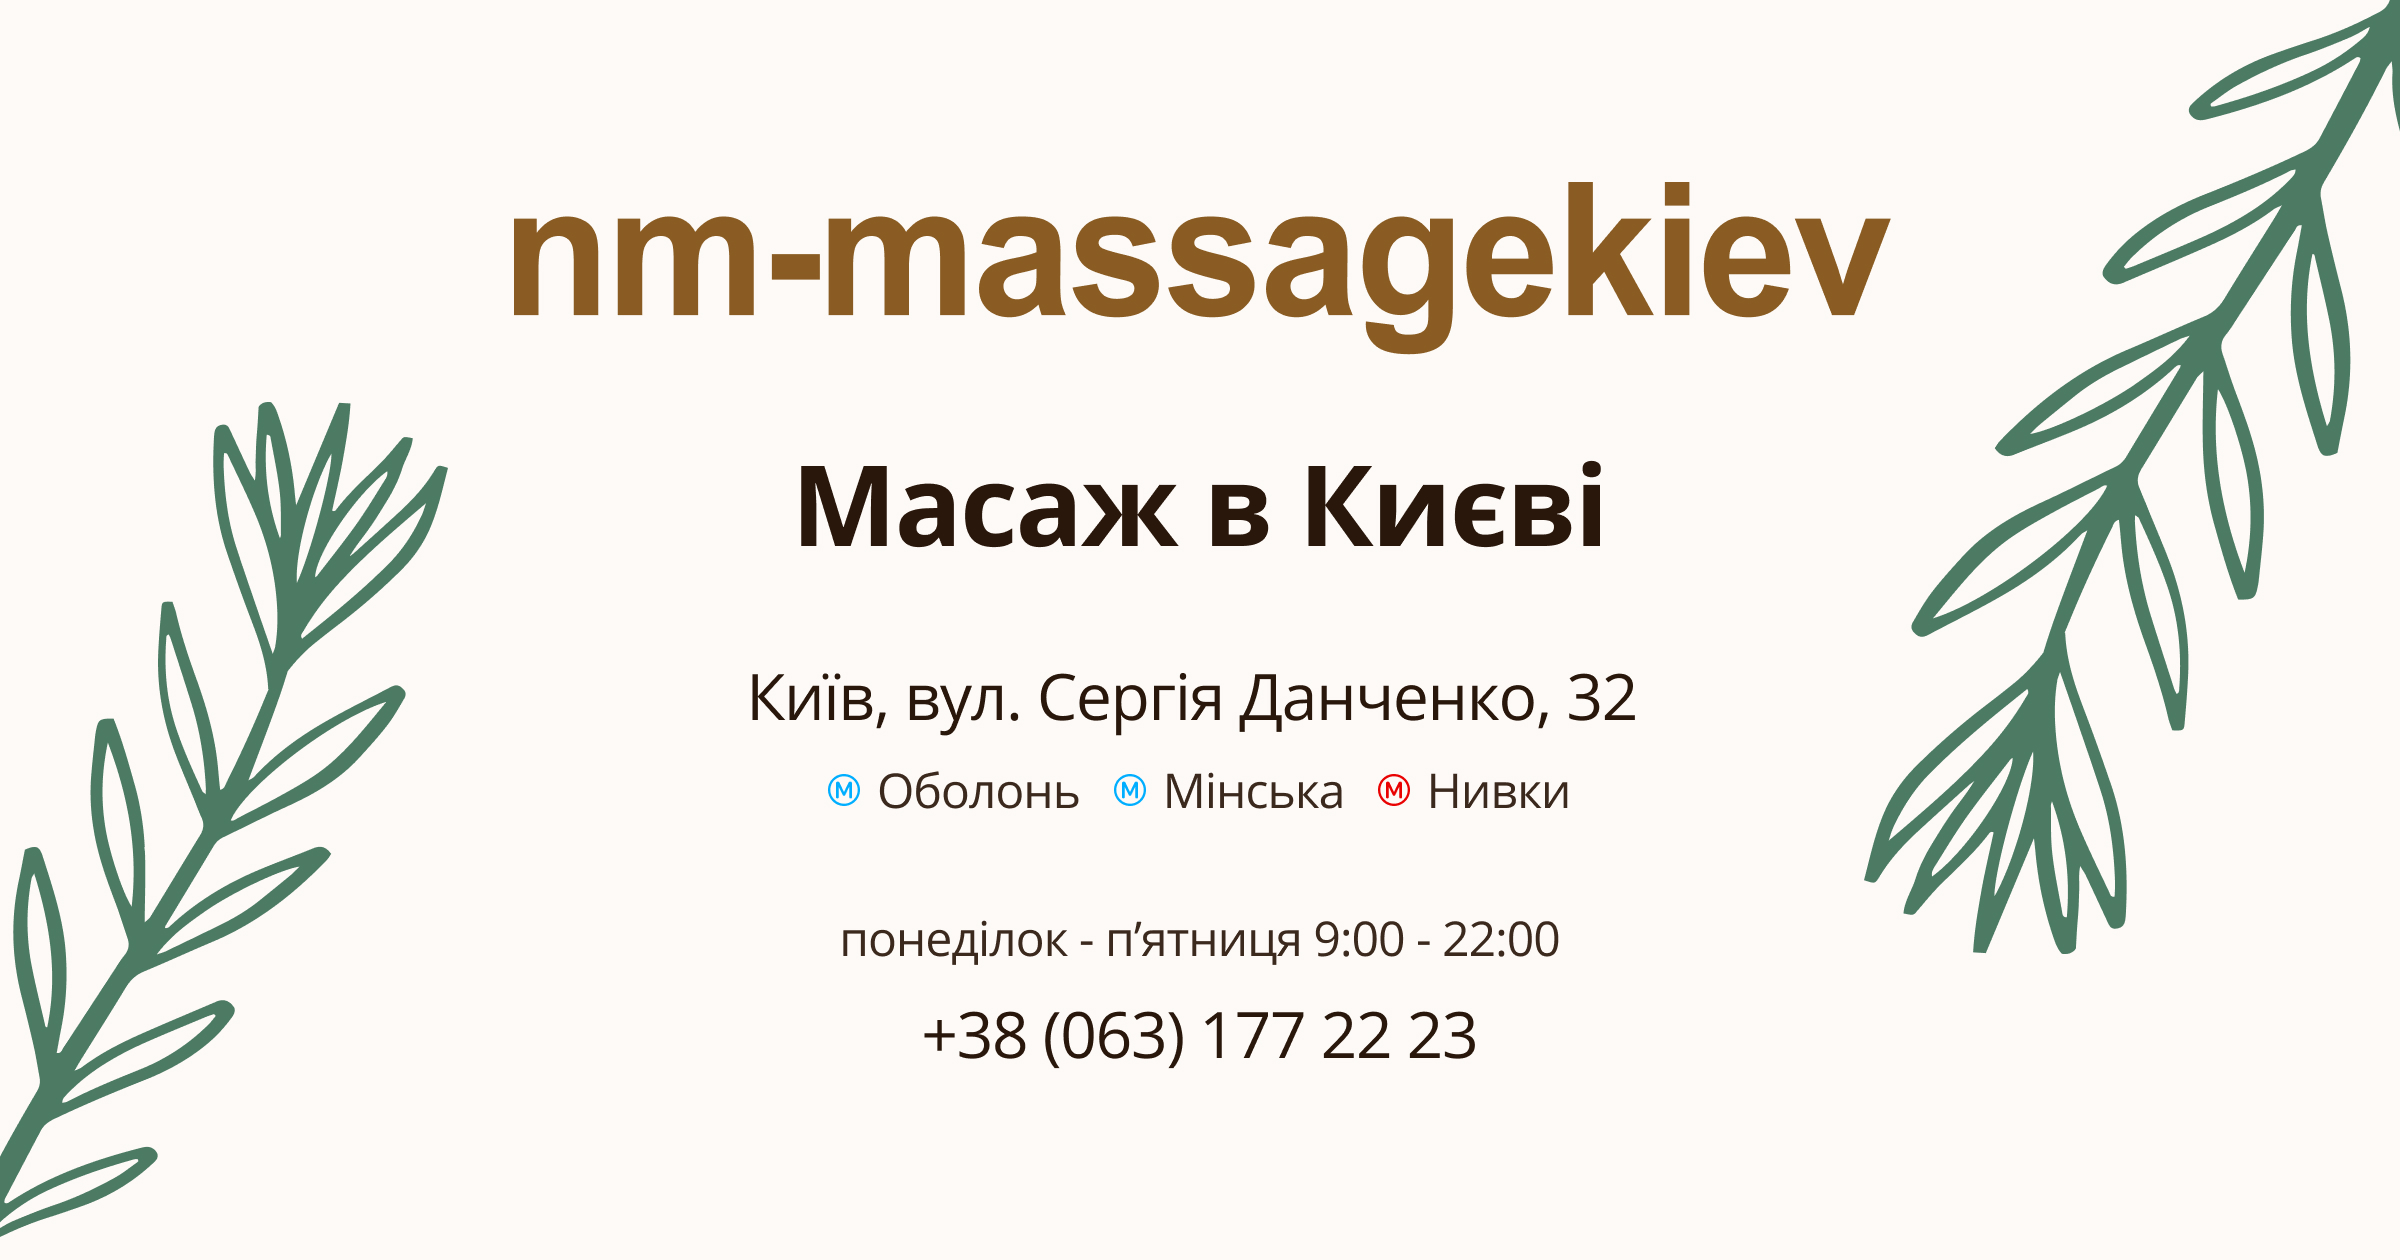 nm-massagekiev
Масаж в Києві
Київ, вул. Сергія Данченко, 32
М Оболонь М Мінська М Нивки
понеділок - п’ятниця 9:00 - 22:00
+38 (063) 177 22 23